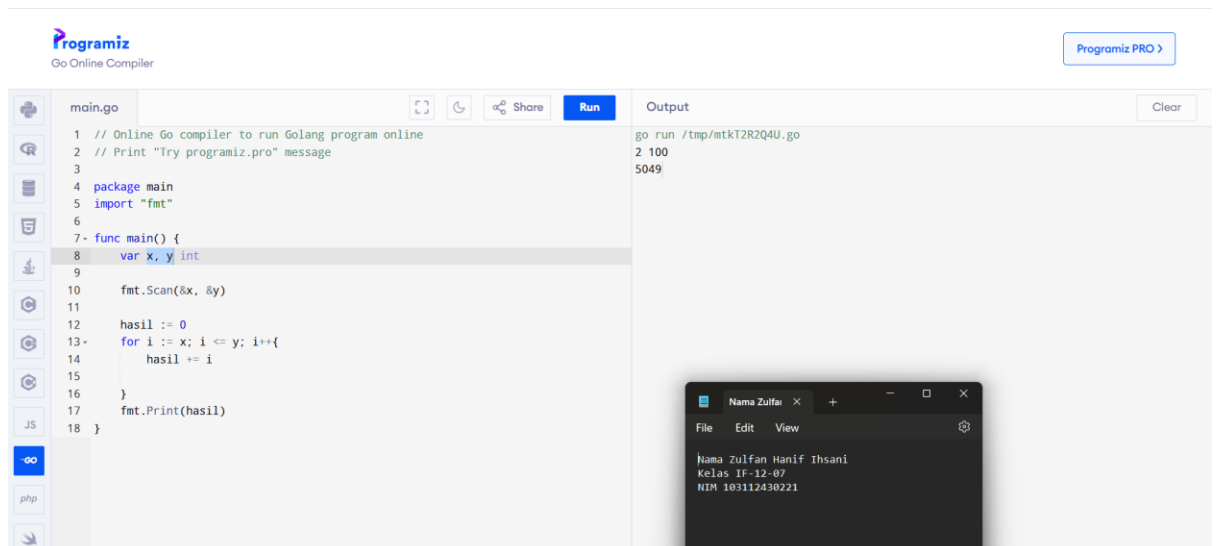 Programiz
Go Online Compiler
Programiz PRO >
main.go
Share
Run
Output
Clear
1 // Online Go compiler to run Golang program online
2 // Print "Try programiz.pro" message
3
4 package main
5 import "fmt"
6
7 func main() {
8     var x, y int
9
10     fmt.Scan(&x, &y)
11
12     hasil := 0
13     for i := x; i <= y; i++{
14         hasil += i
15
16     }
17     fmt.Print(hasil)
18 }
go run /tmp/mtkT2R2Q4U.go
2 100
5049
JS
GO
php
Nama Zulfa
File Edit View
Nama Zulfan Hanif Ihsani
Kelas IF-12-07
NIM 103112430221